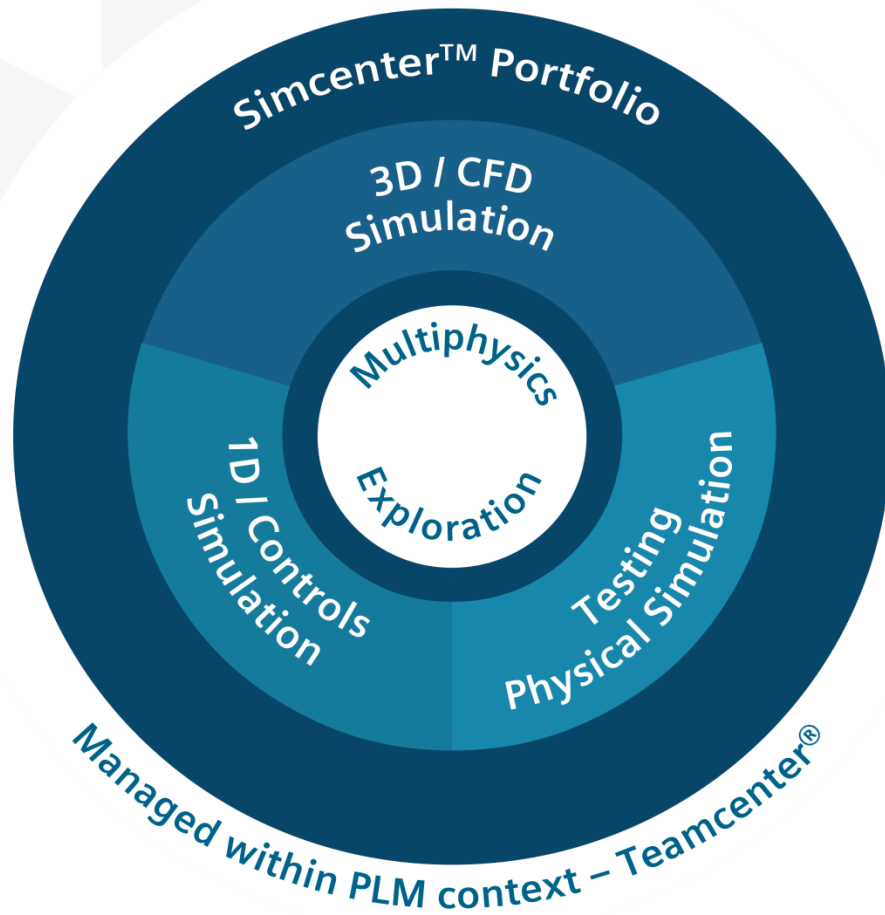 Simcenter™ Portfolio
3D / CFD
Simulation
Multiphysics
Exploration
1D / Controls
Simulation
Testing
Physical Simulation
Managed within PLM context – Teamcenter®